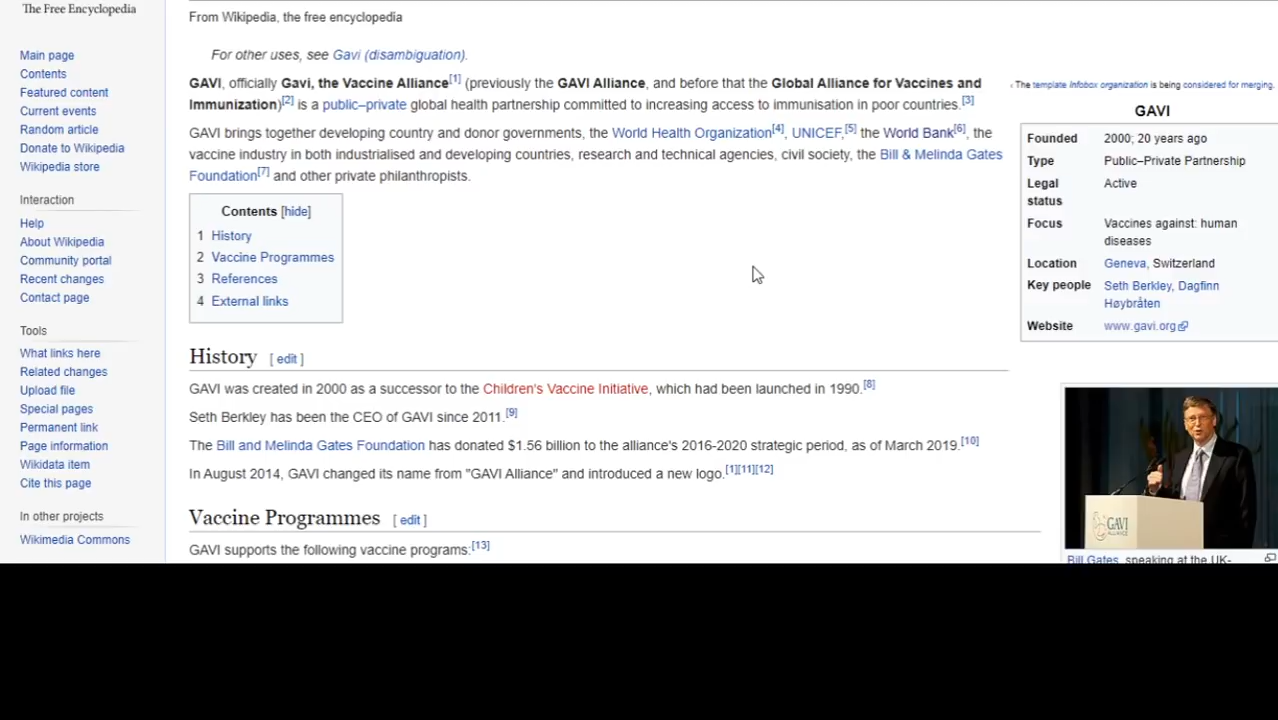 The Free Encyclopedia
Main page
Contents
Featured content
Current events
Random article
Donate to Wikipedia
Wikipedia store
Interaction
Help
About Wikipedia
Community portal
Recent changes
Contact page
Tools
What links here
Related changes
Upload file
Special pages
Permanent link
Page information
Wikidata item
Cite this page
In other projects
Wikimedia Commons
From Wikipedia, the free encyclopedia
For other uses, see Gavi (disambiguation).
GAVI, officially Gavi, the Vaccine Alliance[1] (previously the GAVI Alliance, and before that the Global Alliance for Vaccines and
Immunization)[2] is a public–private global health partnership committed to increasing access to immunisation in poor countries.[3]
GAVI brings together developing country and donor governments, the World Health Organization[4], UNICEF,[5] the World Bank[6], the
vaccine industry in both industrialised and developing countries, research and technical agencies, civil society, the Bill & Melinda Gates
Foundation[7] and other private philanthropists.
Contents [hide]
1 History
2 Vaccine Programmes
3 References
4 External links
History [ edit ]
GAVI was created in 2000 as a successor to the Children's Vaccine Initiative, which had been launched in 1990.[8]
Seth Berkley has been the CEO of GAVI since 2011.[9]
The Bill and Melinda Gates Foundation has donated $1.56 billion to the alliance's 2016-2020 strategic period, as of March 2019.[10]
In August 2014, GAVI changed its name from "GAVI Alliance" and introduced a new logo.[1][11][12]
Vaccine Programmes [ edit ]
GAVI supports the following vaccine programs:[13]
‹ The template Infobox organization is being considered for merging.
GAVI
Founded 2000; 20 years ago
Type Public–Private Partnership
Legal Active
status
Focus Vaccines against: human
diseases
Location Geneva, Switzerland
Key people Seth Berkley, Dagfinn
Høybråten
Website www.gavi.org
GAVI
ALLIANCE
Bill Gates, speaking at the UK-